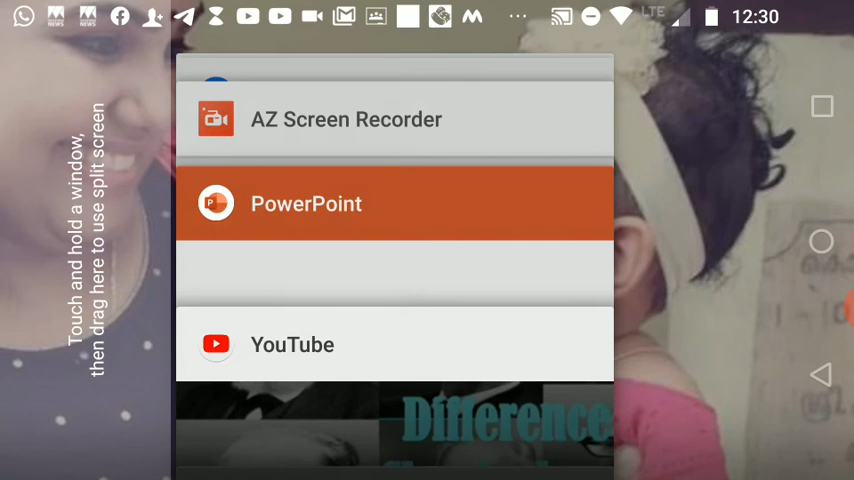 LTE
12:30
Touch and hold a window,
then drag here to use split screen
AZ Screen Recorder
PowerPoint
YouTube
Difference